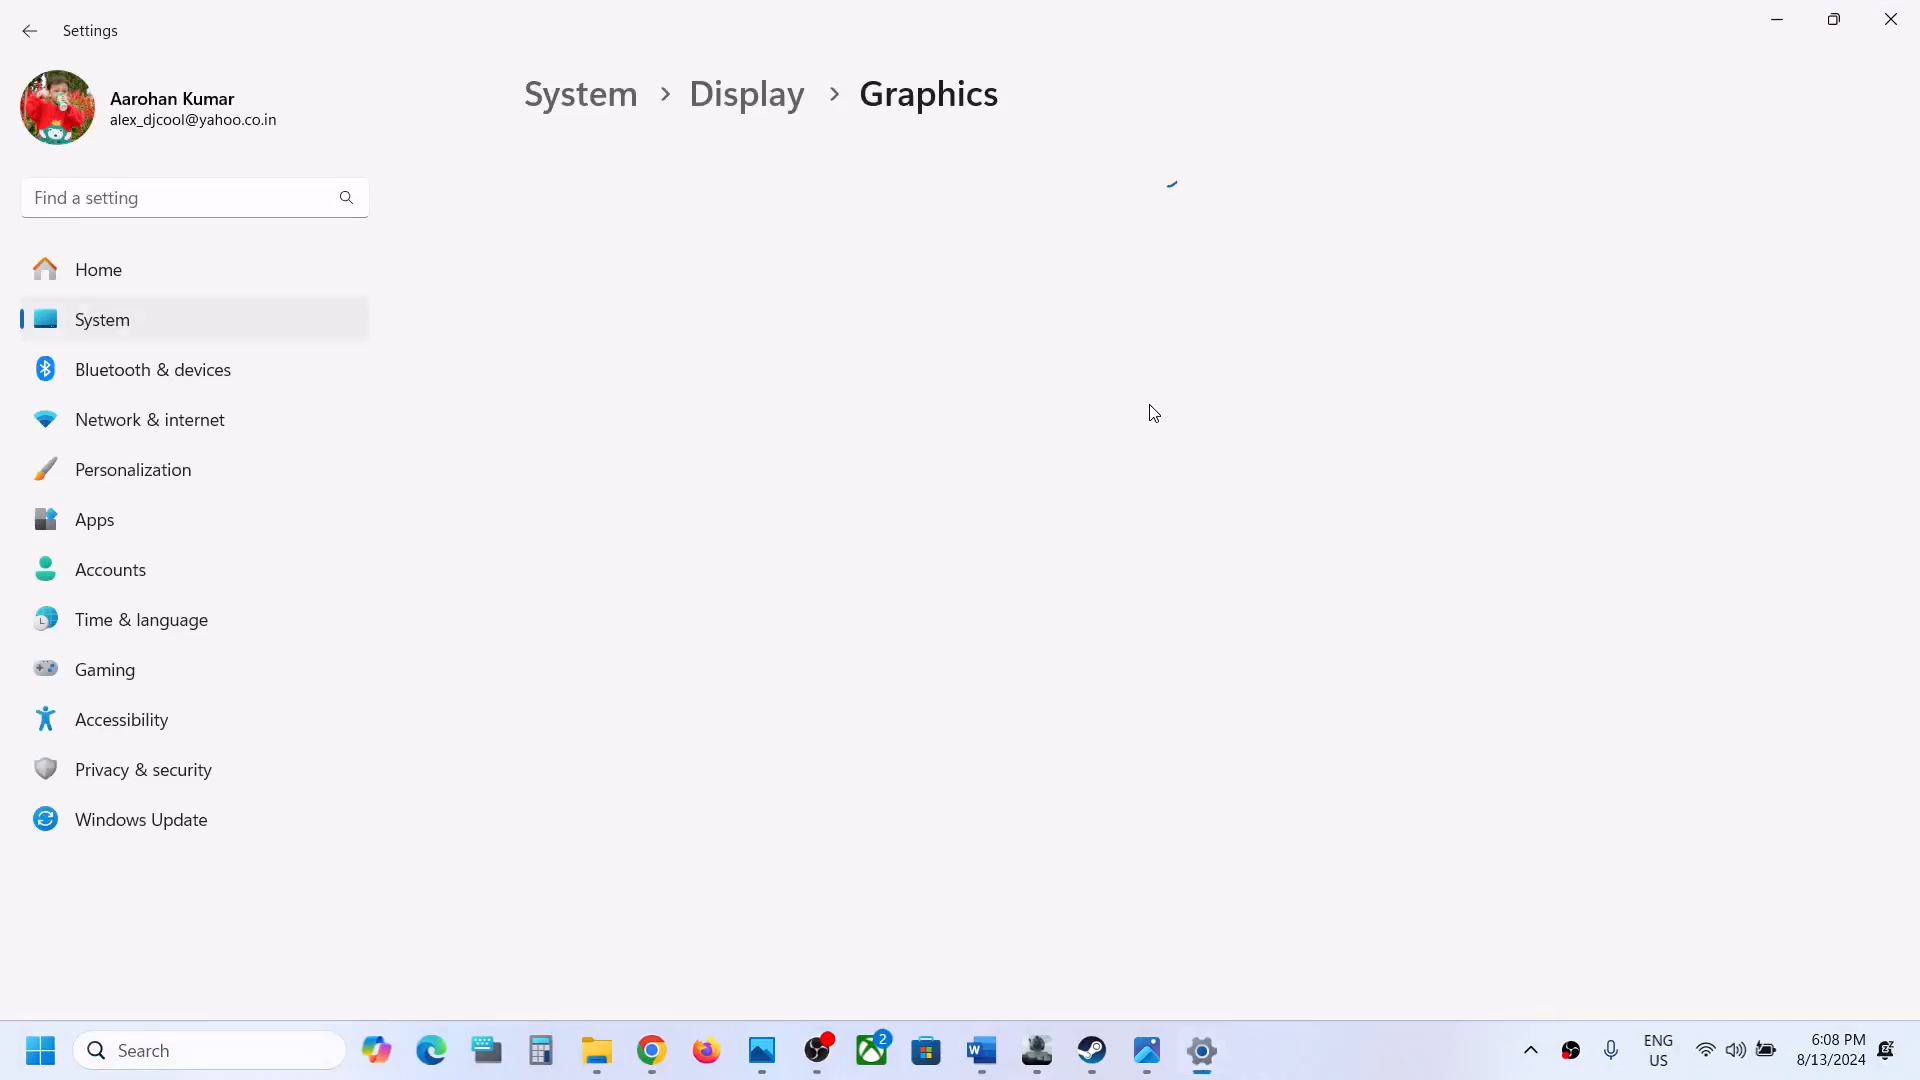 Settings
Aarohan Kumar
alex_djcool@yahoo.co.in
System > Display > Graphics
Find a setting
Home
System
Bluetooth & devices
Network & internet
Personalization
Apps
Accounts
Time & language
Gaming
Accessibility
Privacy & security
Windows Update
Search
2
ENG
US
6:08 PM
8/13/2024